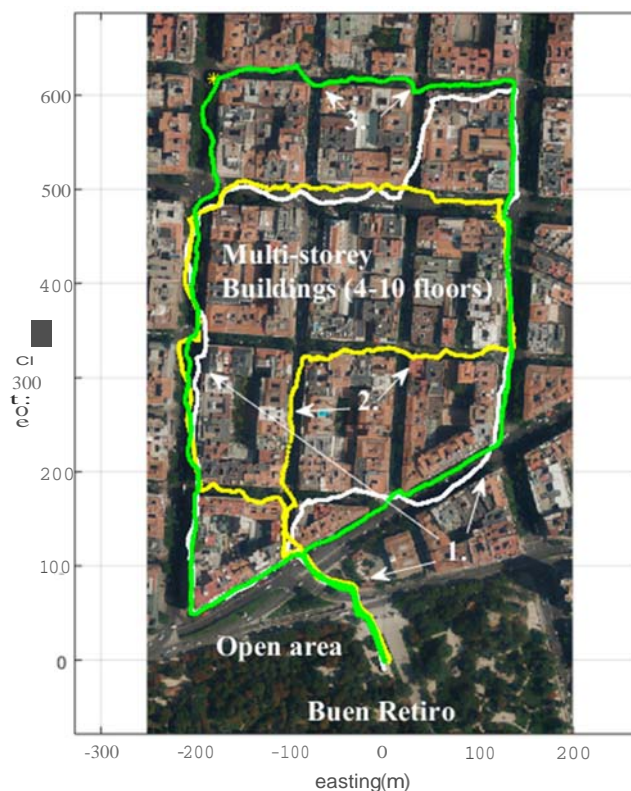 600
3.
500
Multi-storey
Buildings (4-10 floors)
400
CI
300
t.:
o
e
2.
200
1.
100
Open area
0
Buen Retiro
-300 -200 -100 0 100 200
easting(m)